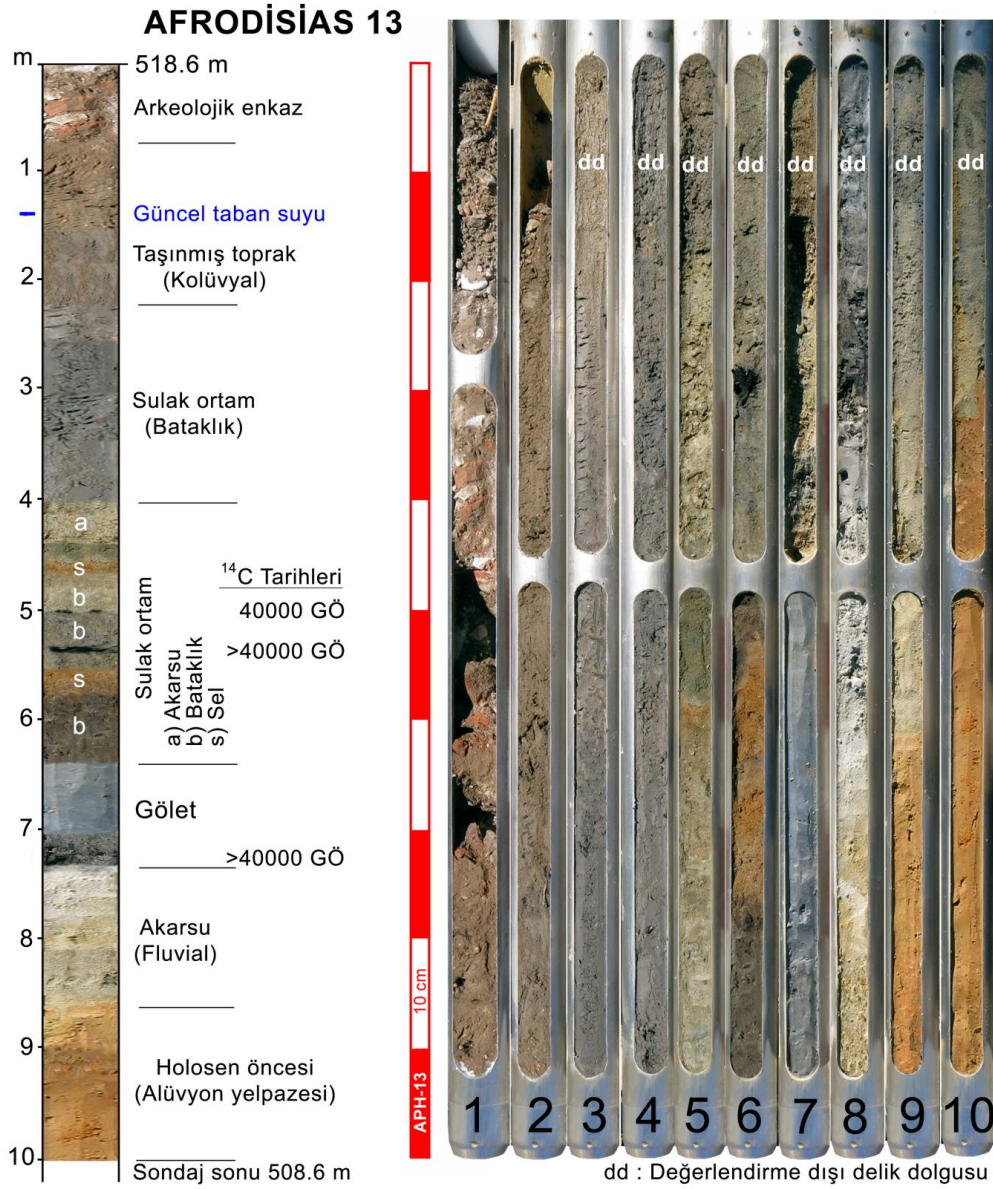 AFRODİSİAS 13
m
518.6 m
Arkeolojik enkaz
1
Güncel taban suyu
Taşınmış toprak
(Kolüvyal)
2
3
Sulak ortam
(Bataklık)
4
a
s
b
b
s
b
5
6
Sulak ortam
a) Akarsu
b) Bataklık
s) Sel
¹⁴C Tarihleri
40000 GÖ
>40000 GÖ
Gölet
7
>40000 GÖ
Akarsu
(Fluvial)
8
9
Holosen öncesi
(Alüvyon yelpazesi)
10
Sondaj sonu 508.6 m
10 cm
APH-13
dd dd dd dd dd dd dd dd
1 2 3 4 5 6 7 8 9 10
dd : Değerlendirme dışı delik dolgusu